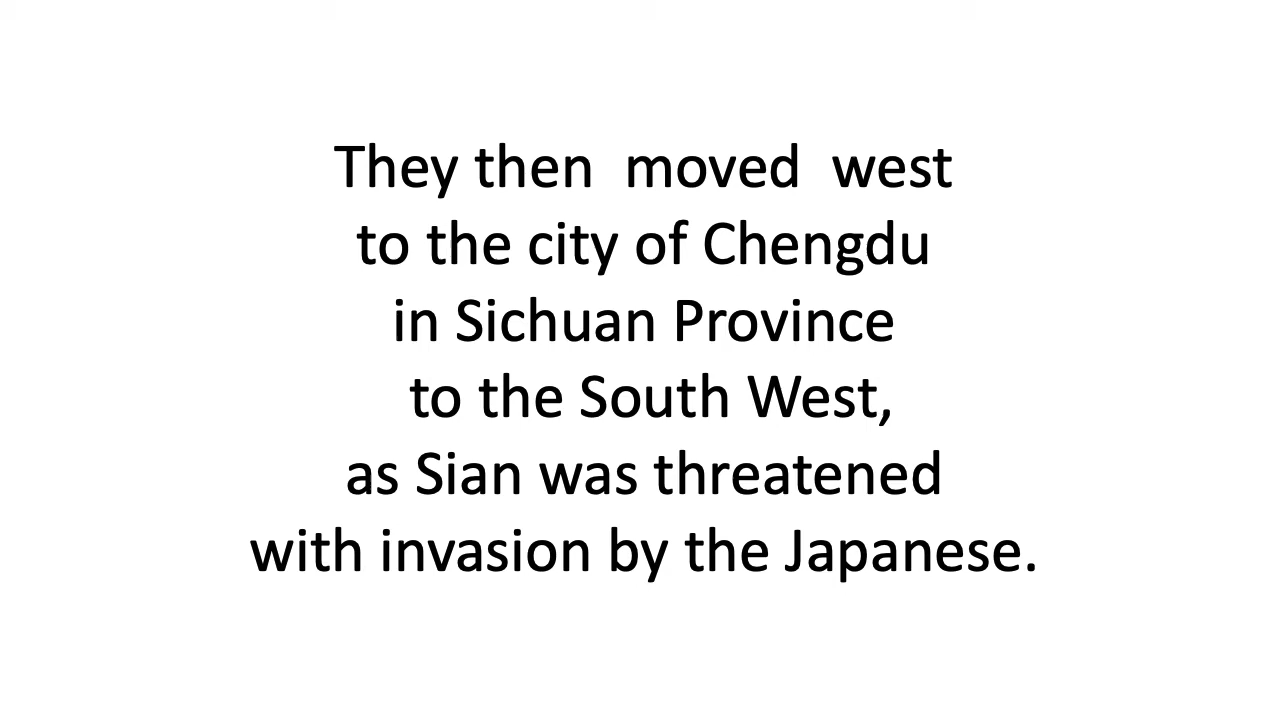 They then  moved  west
to the city of Chengdu
in Sichuan Province
to the South West,
as Sian was threatened
with invasion by the Japanese.